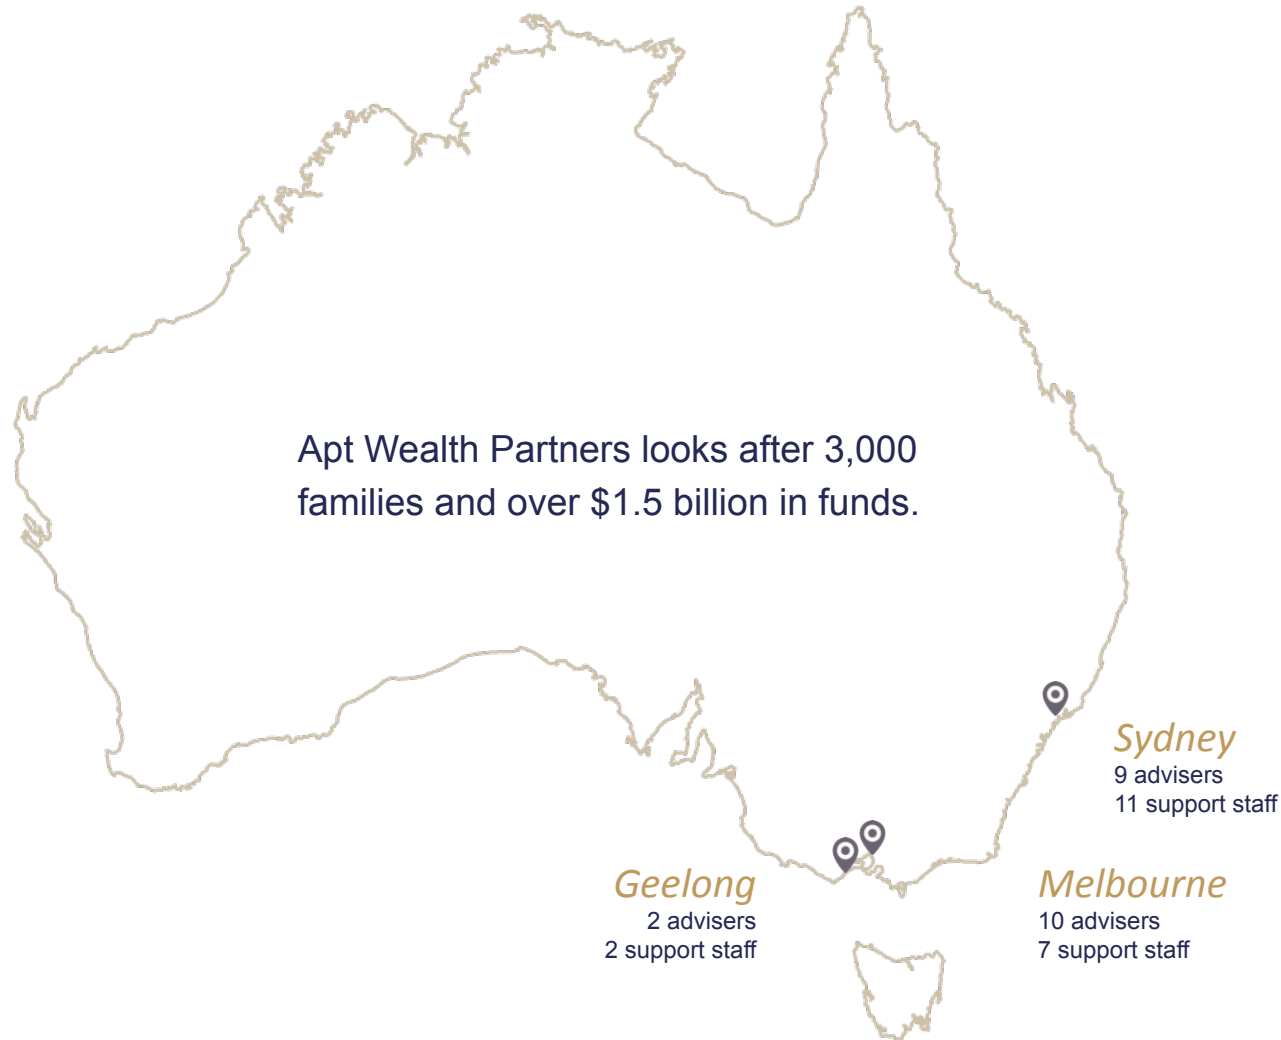 Apt Wealth Partners looks after 3,000
families and over $1.5 billion in funds.
Sydney
9 advisers
11 support staff
Geelong
2 advisers
2 support staff
Melbourne
10 advisers
7 support staff